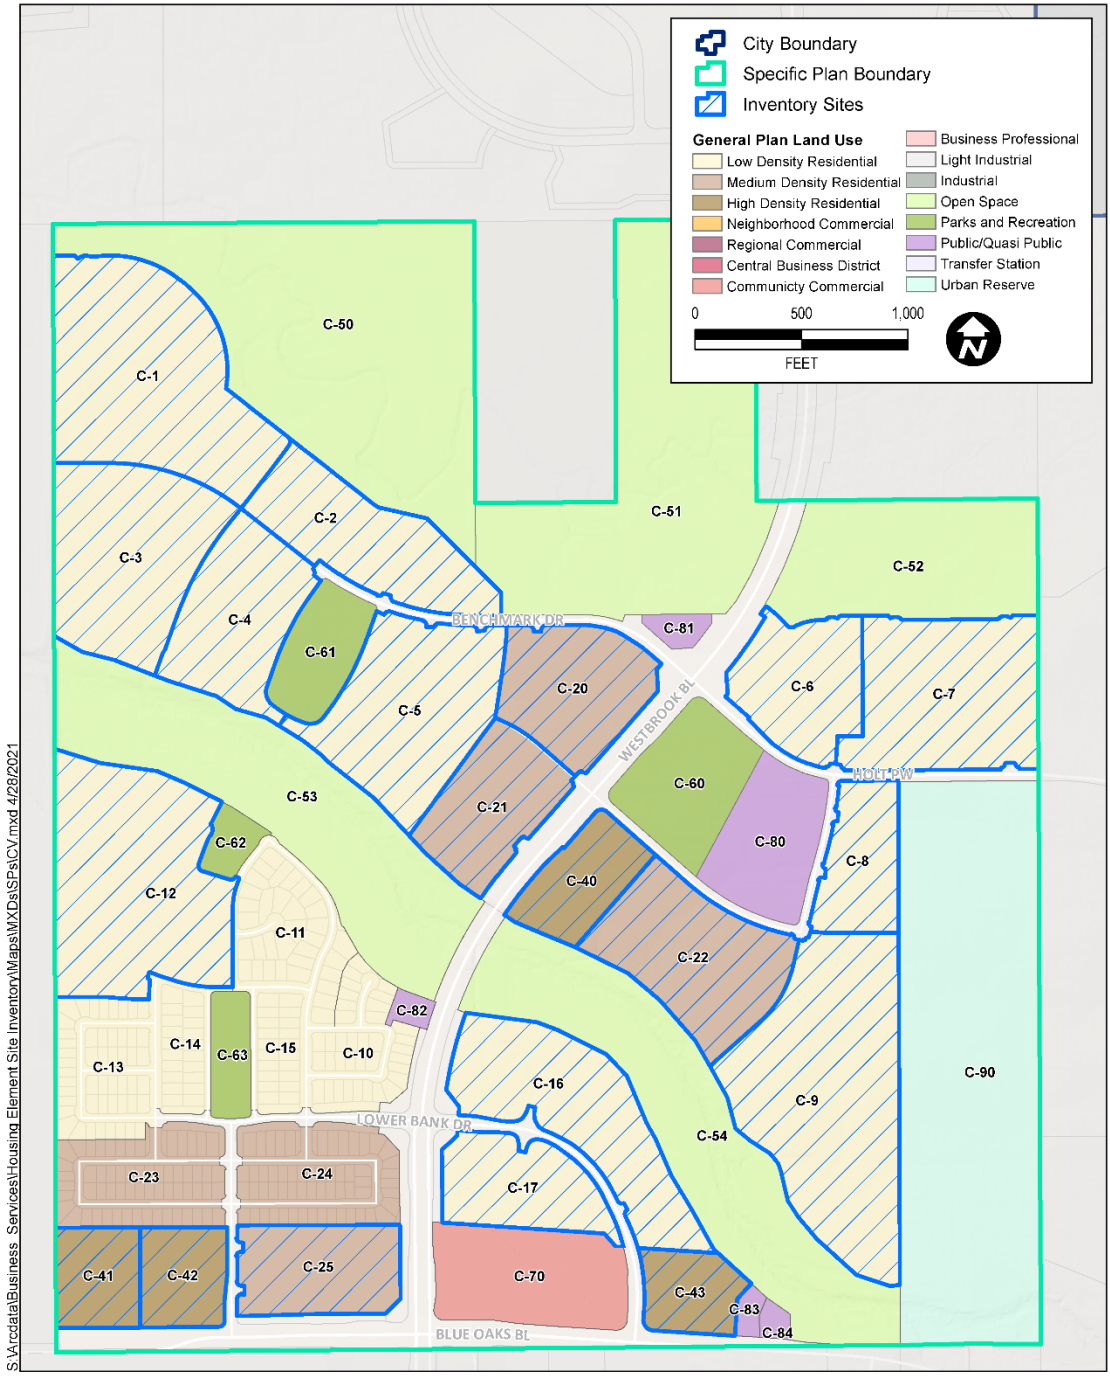 City Boundary
Specific Plan Boundary
Inventory Sites
General Plan Land Use
Low Density Residential
Medium Density Residential
High Density Residential
Neighborhood Commercial
Regional Commercial
Central Business District
Communicty Commercial
Business Professional
Light Industrial
Industrial
Open Space
Parks and Recreation
Public/Quasi Public
Transfer Station
Urban Reserve
0 500 1,000
FEET
N
C-50
C-1
C-51
C-2
C-3
C-52
C-4
BENCHMARK DR
C-81
C-61
C-20
C-6
C-7
C-5
WESTBROOK BL
HOLT PW
C-60
C-53
C-21
C-62
C-80
C-8
C-40
C-12
C-11
C-22
C-82
C-14
C-63
C-15
C-10
C-13
C-90
C-16
C-9
LOWER BANK DR
C-54
C-23
C-24
C-17
C-41
C-42
C-25
C-70
C-43
C-83
C-84
BLUE OAKS BL
S:\Arcdata\Business_Services\Housing Element Site Inventory\Maps\MXDs\SPs\CV.mxd 4/28/2021